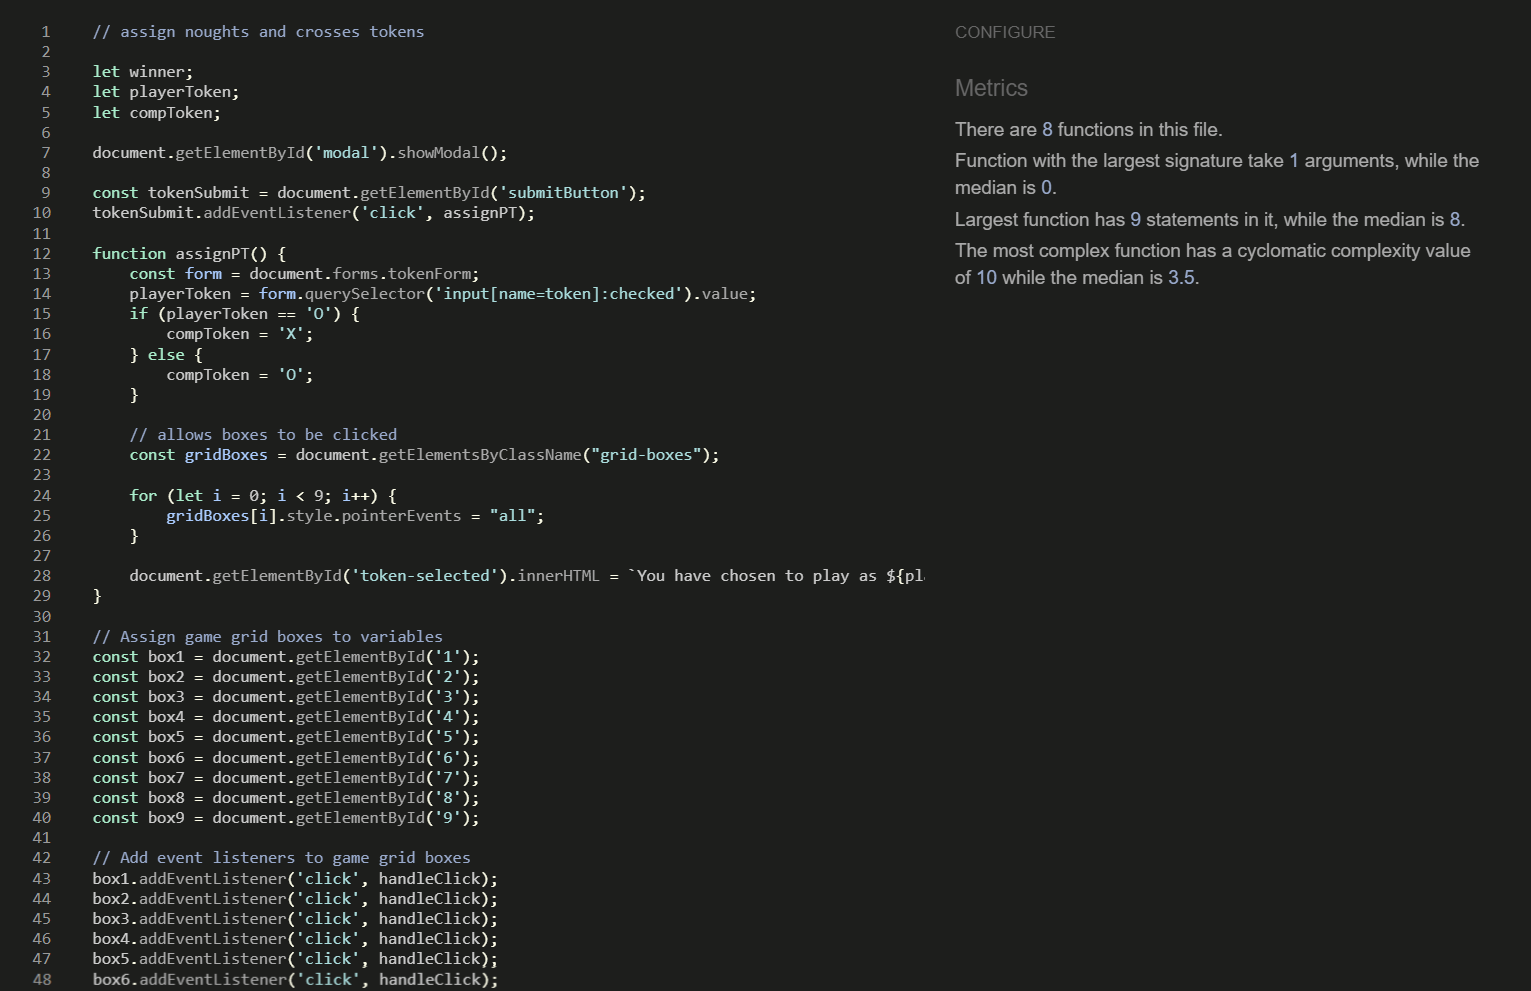 1 // assign noughts and crosses tokens
2
3 let winner;
4 let playerToken;
5 let compToken;
6
7 document.getElementById('modal').showModal();
8
9 const tokenSubmit = document.getElementById('submitButton');
10 tokenSubmit.addEventListener('click', assignPT);
11
12 function assignPT() {
13     const form = document.forms.tokenForm;
14     playerToken = form.querySelector('input[name=token]:checked').value;
15     if (playerToken == 'O') {
16         compToken = 'X';
17     } else {
18         compToken = 'O';
19     }
20
21     // allows boxes to be clicked
22     const gridBoxes = document.getElementsByClassName("grid-boxes");
23
24     for (let i = 0; i < 9; i++) {
25         gridBoxes[i].style.pointerEvents = "all";
26     }
27
28     document.getElementById('token-selected').innerHTML = `You have chosen to play as ${pl
29 }
30
31 // Assign game grid boxes to variables
32 const box1 = document.getElementById('1');
33 const box2 = document.getElementById('2');
34 const box3 = document.getElementById('3');
35 const box4 = document.getElementById('4');
36 const box5 = document.getElementById('5');
37 const box6 = document.getElementById('6');
38 const box7 = document.getElementById('7');
39 const box8 = document.getElementById('8');
40 const box9 = document.getElementById('9');
41
42 // Add event listeners to game grid boxes
43 box1.addEventListener('click', handleClick);
44 box2.addEventListener('click', handleClick);
45 box3.addEventListener('click', handleClick);
46 box4.addEventListener('click', handleClick);
47 box5.addEventListener('click', handleClick);
48 box6.addEventListener('click', handleClick);
CONFIGURE
Metrics
There are 8 functions in this file.
Function with the largest signature take 1 arguments, while the
median is 0.
Largest function has 9 statements in it, while the median is 8.
The most complex function has a cyclomatic complexity value
of 10 while the median is 3.5.